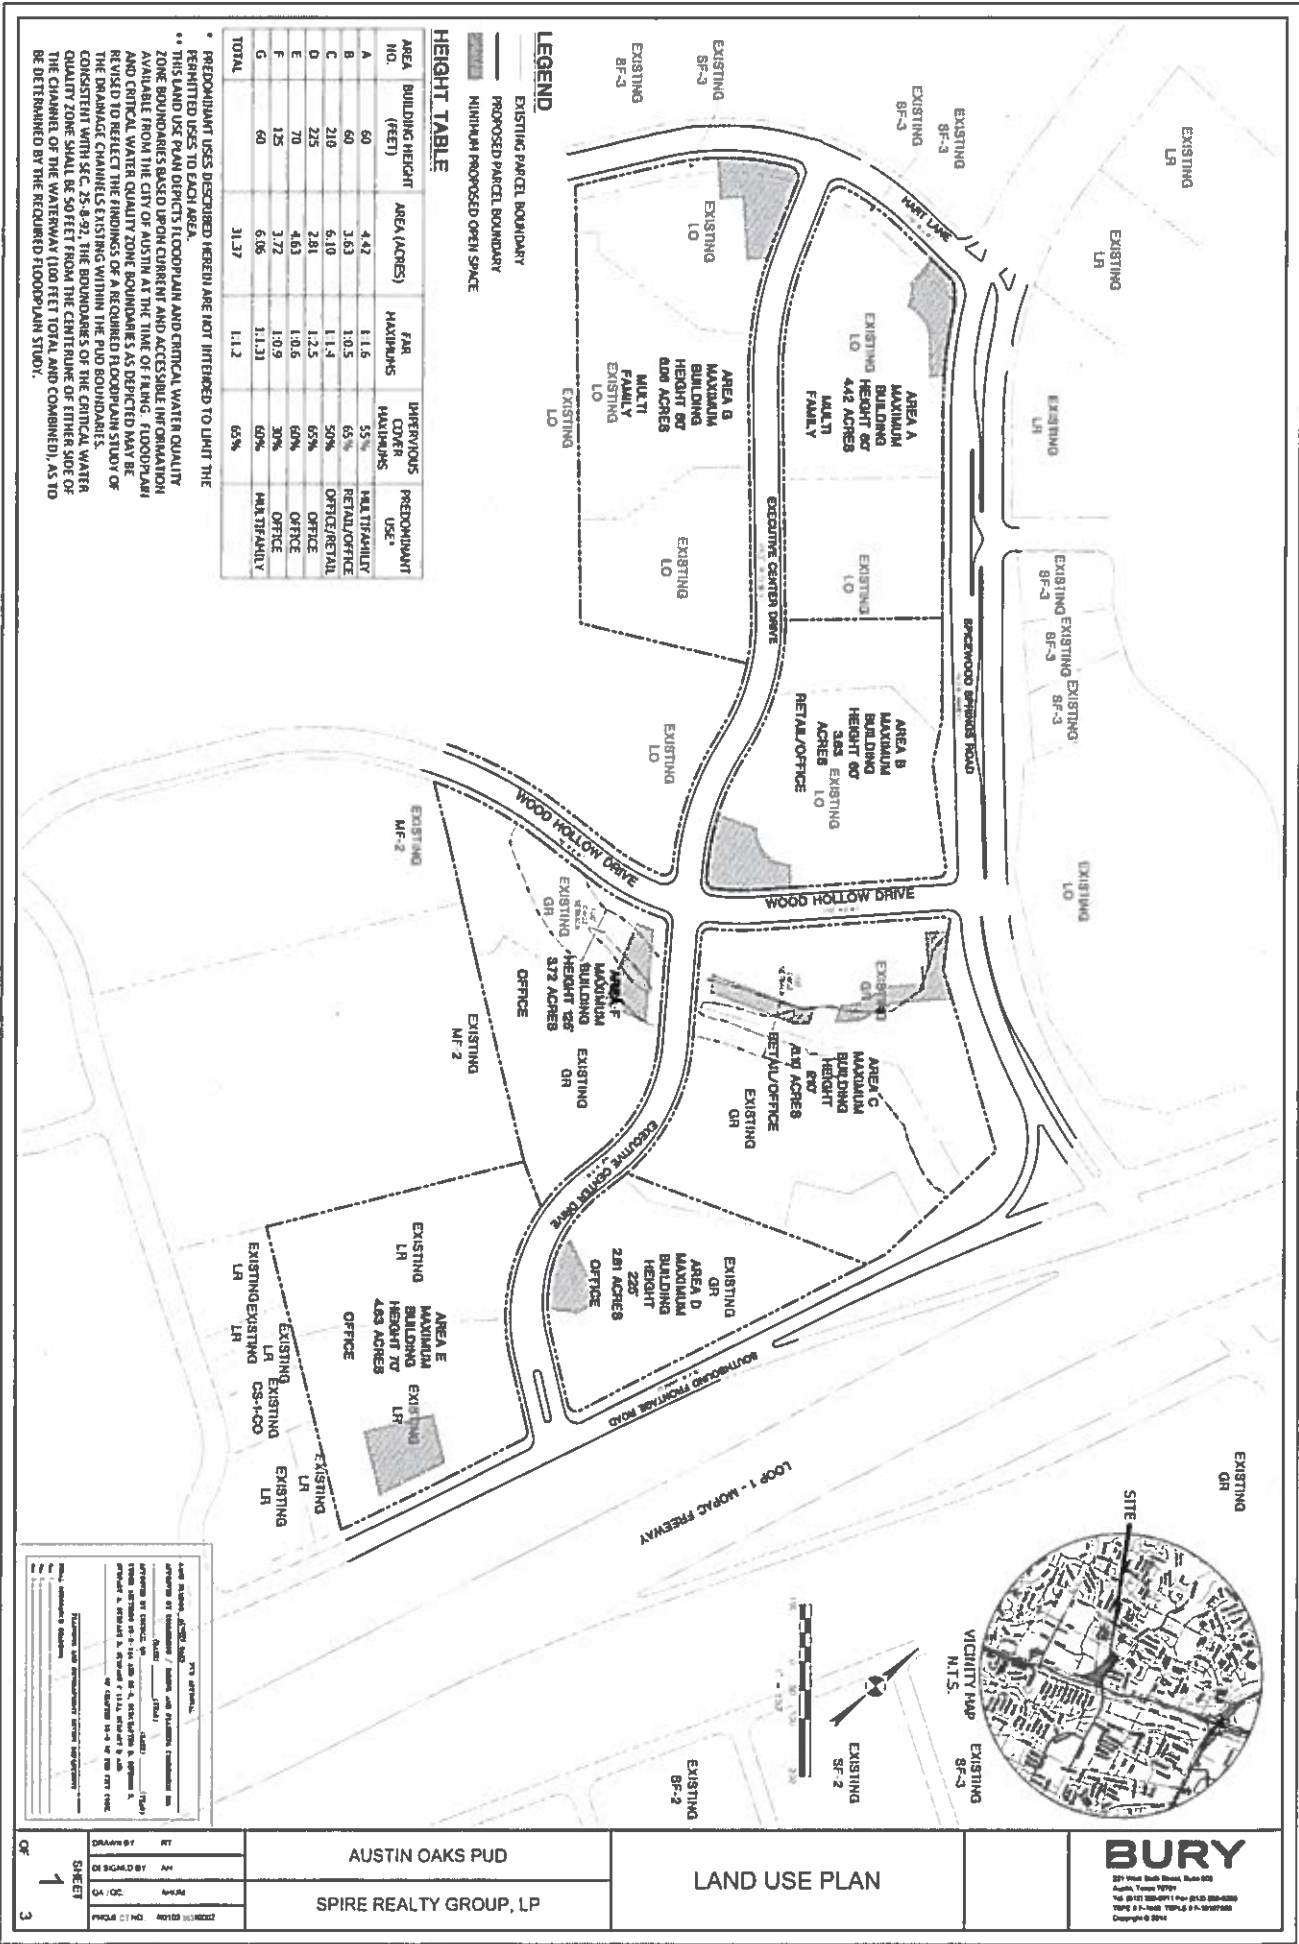 LEGEND
EXISTING PARCEL BOUNDARY
PROPOSED PARCEL BOUNDARY
MINIMUM PROPOSED OPEN SPACE
HEIGHT TABLE
AREA NO. BUILDING HEIGHT (FEET) AREA (ACRES) FAR MAXIMUMS IMPERVIOUS COVER MAXIMUMS PREDOMINANT USE*
A 60 4.42 1:1.6 55% MULTIFAMILIY
B 60 3.63 1:0.5 65% RETAIL/OFFICE
C 210 6.10 1:1.4 50% OFFICE/RETAIL
D 225 2.81 1:2.5 65% OFFICE
E 70 4.63 1:0.6 60% OFFICE
F 125 3.72 1:0.9 30% OFFICE
G 60 6.06 1:1.31 60% MULTIFAMILY
TOTAL 31.37 1:1.2 65%
* PREDOMINANT USES DESCRIBED HEREIN ARE NOT INTENDED TO LIMIT THE
PERMITTED USES TO EACH AREA.
** THIS LAND USE PLAN DEPICTS FLOODPLAIN AND CRITICAL WATER QUALITY
ZONE BOUNDARIES BASED UPON CURRENT AND ACCESSIBLE INFORMATION
AVAILABLE FROM THE CITY OF AUSTIN AT THE TIME OF FILING. FLOODPLAIN
AND CRITICAL WATER QUALITY ZONE BOUNDARIES AS DEPICTED MAY BE
REVISED TO REFLECT THE FINDINGS OF A REQUIRED FLOODPLAIN STUDY OF
THE DRAINAGE CHANNELS EXISTING WITHIN THE PUD BOUNDARIES.
CONSISTENT WITH SEC. 25-8-92, THE BOUNDARIES OF THE CRITICAL WATER
QUALITY ZONE SHALL BE 50 FEET FROM THE CENTERLINE OF EITHER SIDE OF
THE CHANNEL OF THE WATERWAY (100 FEET TOTAL AND COMBINED), AS TO
BE DETERMINED BY THE REQUIRED FLOODPLAIN STUDY.
EXISTING
LR
EXISTING
LR
EXISTING
LR
EXISTING
SF-3
EXISTING
SF-3
EXISTING
SF-3
EXISTING
SF-3
EXISTING
SF-3
EXISTING
SF-3
EXISTING
SF-3
EXISTING
LO
HART LANE
SPICEWOOD SPRINGS ROAD
EXISTING
LO
AREA A
MAXIMUM
BUILDING
HEIGHT 60'
4.42 ACRES
MULTI
FAMILY
EXISTING
LO
AREA B
MAXIMUM
BUILDING
HEIGHT 60'
3.63
ACRES
EXISTING
LO
RETAIL/OFFICE
EXECUTIVE CENTER DRIVE
EXISTING
LO
AREA G
MAXIMUM
BUILDING
HEIGHT 60'
6.06 ACRES
MULTI
FAMILY
EXISTING
LO
EXISTING
LO
EXISTING
LO
EXISTING
LO
WOOD HOLLOW DRIVE
WOOD HOLLOW DRIVE
EXISTING
MF-2
EXISTING
MF-2
EXISTING
GR
AREA F
MAXIMUM
BUILDING
HEIGHT 125'
3.72 ACRES
OFFICE
EXISTING
GR
EXISTING
GR
AREA C
MAXIMUM
BUILDING
HEIGHT
210'
6.10 ACRES
RETAIL/OFFICE
EXISTING
GR
EXECUTIVE CENTER DRIVE
EXISTING
GR
AREA D
MAXIMUM
BUILDING
HEIGHT
225'
2.81 ACRES
OFFICE
EXISTING
LR
AREA E
MAXIMUM
BUILDING
HEIGHT 70'
4.63 ACRES
OFFICE
EXISTING
LR
EXISTING
LR
EXISTING
LR
EXISTING
LR
EXISTING
CS-1-CO
EXISTING
LR
EXISTING
LR
SOUTHBOUND FRONTAGE ROAD
LOOP 1 - MOPAC FREEWAY
EXISTING
GR
SITE
VICINITY MAP
N.T.S.
EXISTING
SF-3
EXISTING
SF-2
EXISTING
SF-2
BURY
LAND USE PLAN
AUSTIN OAKS PUD
SPIRE REALTY GROUP, LP
DRAWN BY RT
DESIGNED BY AH
QA / QC
PROJECT NO.
SHEET
1
OF 3